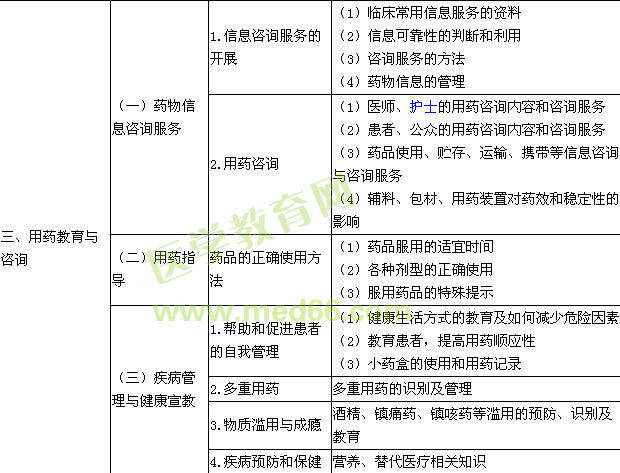 三、用药教育与
咨询
（一）药物信
息咨询服务
1.信息咨询服务的
开展
（1）临床常用信息服务的资料
（2）信息可靠性的判断和利用
（3）咨询服务的方法
（4）药物信息的管理
2.用药咨询
（1）医师、护士的用药咨询内容和咨询服务
（2）患者、公众的用药咨询内容和咨询服务
（3）药品使用、贮存、运输、携带等信息咨询
与咨询服务
（4）辅料、包材、用药装置对药效和稳定性的
影响
（二）用药指
导
药品的正确使用方
法
（1）药品服用的适宜时间
（2）各种剂型的正确使用
（3）服用药品的特殊提示
（三）疾病管
理与健康宣教
1.帮助和促进患者
的自我管理
（1）健康生活方式的教育及如何减少危险因素
（2）教育患者，提高用药顺应性
（3）小药盒的使用和用药记录
2.多重用药
多重用药的识别及管理
3.物质滥用与成瘾
酒精、镇痛药、镇咳药等滥用的预防、识别及
教育
4.疾病预防和保健
营养、替代医疗相关知识
医学教育网
www.med66.com